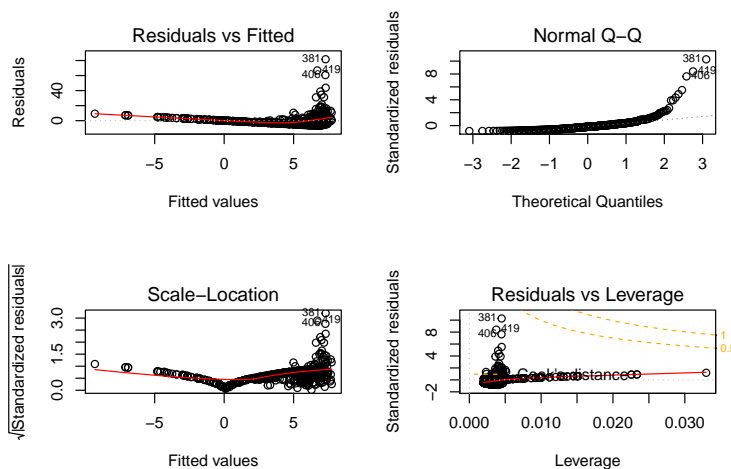 Residuals vs Fitted
Residuals
0 40
−5 0 5
Fitted values
381
419
406
Normal Q−Q
Standardized residuals
0 4 8
−3 −2 −1 0 1 2 3
Theoretical Quantiles
381
419
406
Scale−Location
√|Standardized residuals|
0.0 1.5 3.0
−5 0 5
Fitted values
381
419
406
Residuals vs Leverage
Standardized residuals
−2 2 4 8
0.000 0.010 0.020 0.030
Leverage
Cook's distance
381
419
406
1